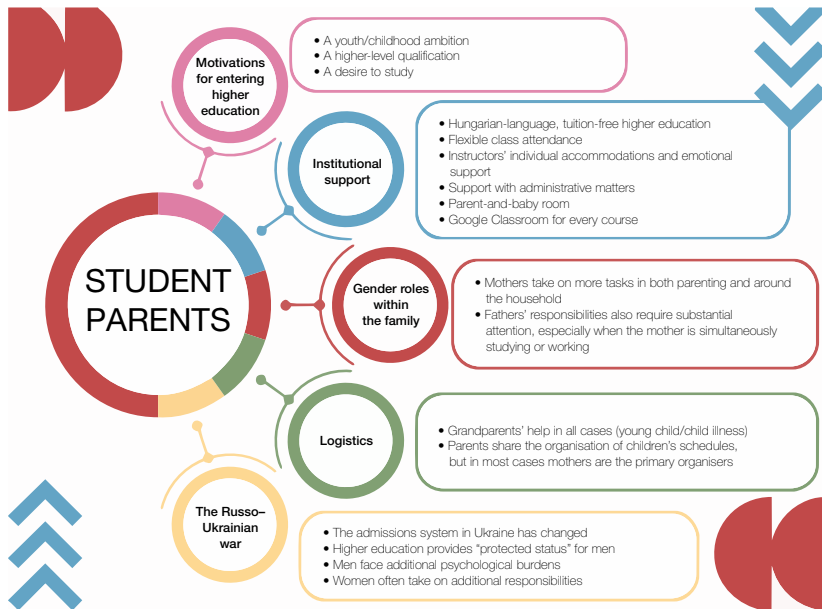 Motivations
for entering
higher
education
• A youth/childhood ambition
• A higher-level qualification
• A desire to study
Institutional
support
• Hungarian-language, tuition-free higher education
• Flexible class attendance
• Instructors’ individual accommodations and emotional
support
• Support with administrative matters
• Parent-and-baby room
• Google Classroom for every course
STUDENT
PARENTS
Gender roles
within
the family
• Mothers take on more tasks in both parenting and around
the household
• Fathers’ responsibilities also require substantial
attention, especially when the mother is simultaneously
studying or working
Logistics
• Grandparents’ help in all cases (young child/child illness)
• Parents share the organisation of children’s schedules,
but in most cases mothers are the primary organisers
The Russo–
Ukrainian
war
• The admissions system in Ukraine has changed
• Higher education provides “protected status” for men
• Men face additional psychological burdens
• Women often take on additional responsibilities